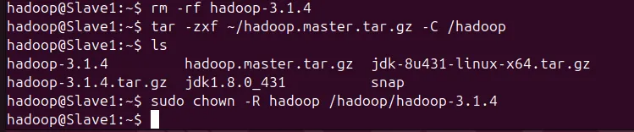 hadoop@Slave1:~$ rm -rf hadoop-3.1.4
hadoop@Slave1:~$ tar -zxf ~/hadoop.master.tar.gz -C /hadoop
hadoop@Slave1:~$ ls
hadoop-3.1.4         hadoop.master.tar.gz  jdk-8u431-linux-x64.tar.gz
hadoop-3.1.4.tar.gz  jdk1.8.0_431          snap
hadoop@Slave1:~$ sudo chown -R hadoop /hadoop/hadoop-3.1.4
hadoop@Slave1:~$